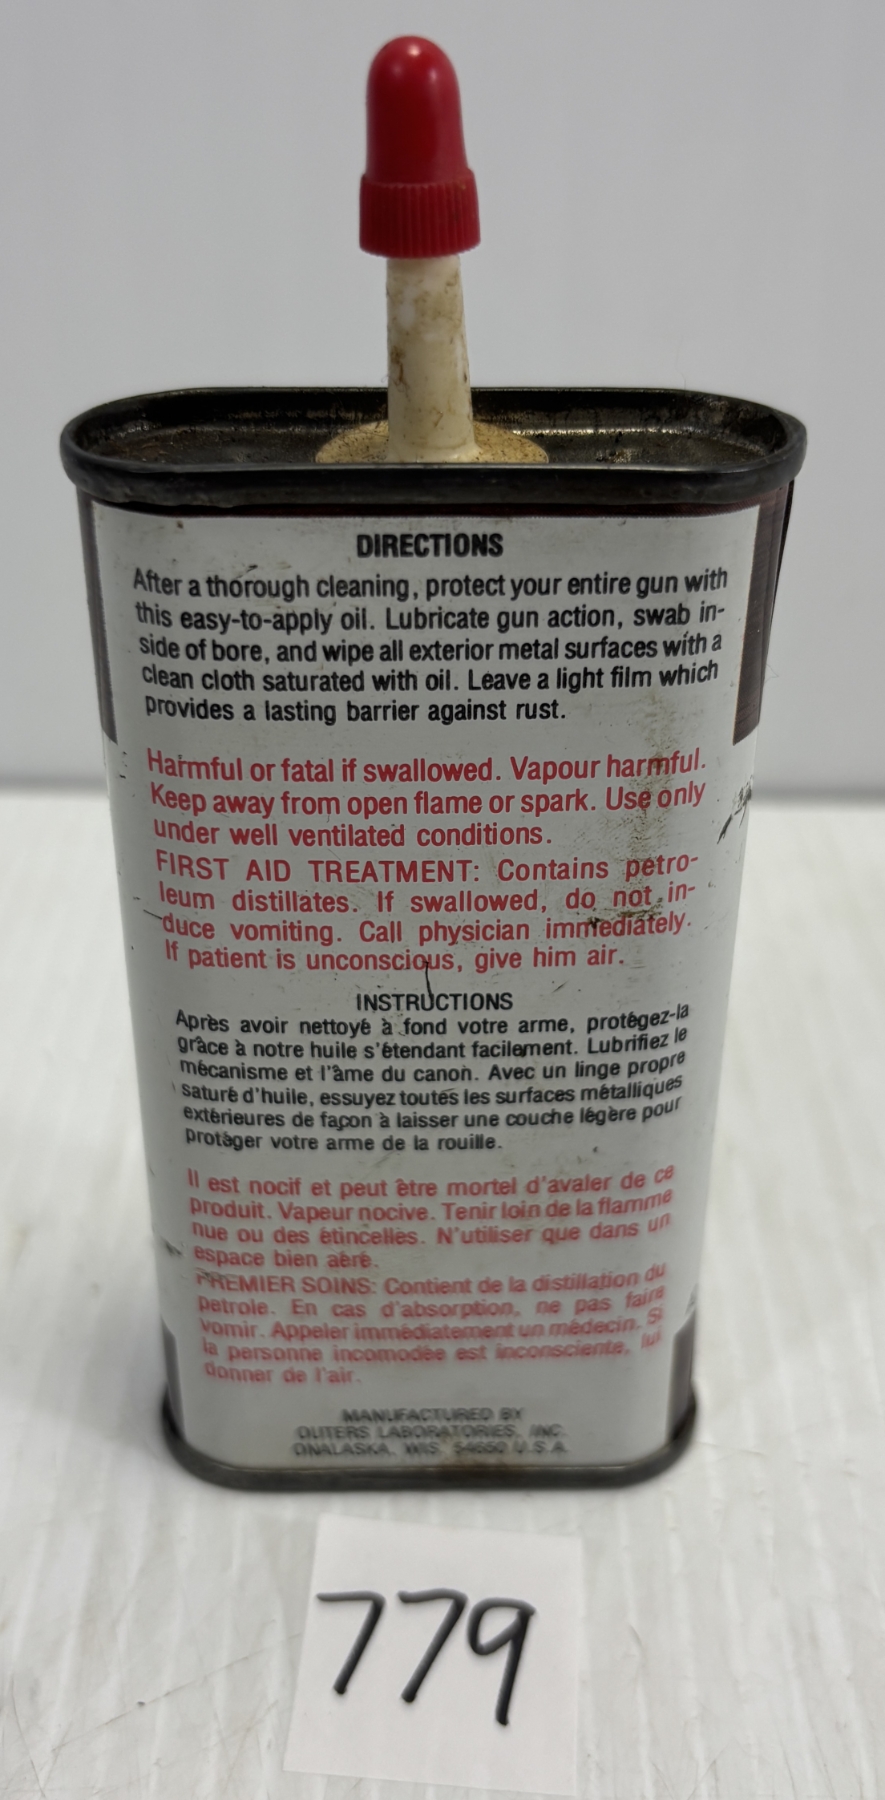 DIRECTIONS
After a thorough cleaning, protect your entire gun with
this easy-to-apply oil. Lubricate gun action, swab in-
side of bore, and wipe all exterior metal surfaces with a
clean cloth saturated with oil. Leave a light film which
provides a lasting barrier against rust.
Harmful or fatal if swallowed. Vapour harmful.
Keep away from open flame or spark. Use only
under well ventilated conditions.
FIRST AID TREATMENT: Contains petro-
leum distillates. If swallowed, do not in-
duce vomiting. Call physician immediately.
If patient is unconscious, give him air.
INSTRUCTIONS
Après avoir nettoyé à fond votre arme, protégez-la
grâce à notre huile s'étendant facilement. Lubrifiez le
mécanisme et l'âme du canon. Avec un linge propre
saturé d'huile, essuyez toutes les surfaces métalliques
extérieures de façon à laisser une couche légère pour
protàger votre arme de la rouille.
Il est nocif et peut être mortel d'avaler de ce
produit. Vapeur nocive. Tenir loin de la flamme
nue ou des étincelles. N'utiliser que dans un
espace bien aéré.
PREMIER SOINS: Contient de la distillation du
petrole. En cas d'absorption, ne pas faire
vomir. Appeler immédiatement un médecin. Si
la personne incomodée est inconsciente, lui
donner de l'air.
MANUFACTURED BY
OUTERS LABORATORIES, INC.
ONALASKA, WIS. 54650 U.S.A.
779